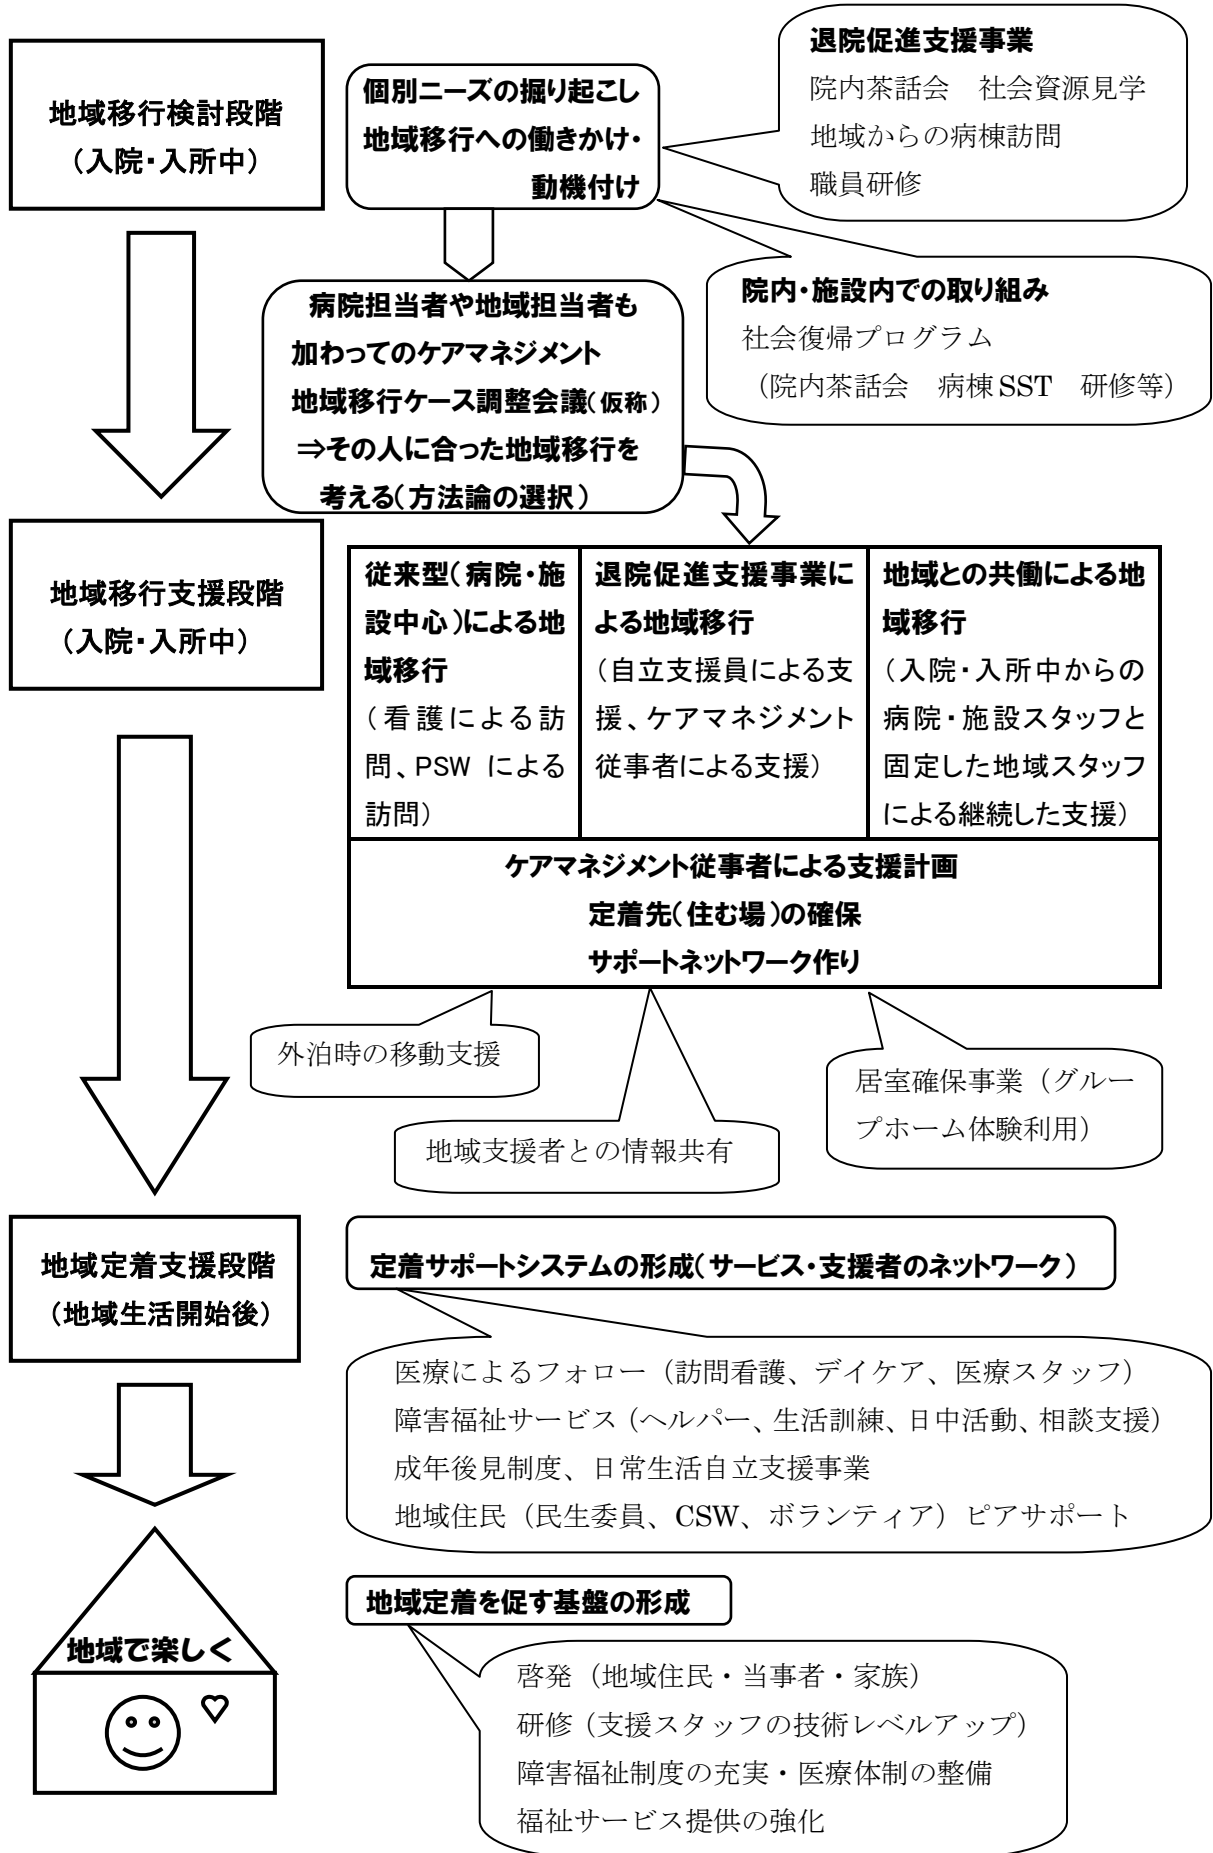 地域移行検討段階
（入院・入所中）
個別ニーズの掘り起こし
地域移行への働きかけ・
動機付け
退院促進支援事業
院内茶話会　社会資源見学
地域からの病棟訪問
職員研修
院内・施設内での取り組み
社会復帰プログラム
（院内茶話会　病棟 SST　研修等）
病院担当者や地域担当者も
加わってのケアマネジメント
地域移行ケース調整会議（仮称）
⇒その人に合った地域移行を
考える（方法論の選択）
地域移行支援段階
（入院・入所中）
従来型（病院・施
設中心）による地
域移行
（看護による訪
問、PSW による
訪問）
退院促進支援事業に
よる地域移行
（自立支援員による支
援、ケアマネジメント
従事者による支援）
地域との共働による地
域移行
（入院・入所中からの
病院・施設スタッフと
固定した地域スタッフ
による継続した支援）
ケアマネジメント従事者による支援計画
定着先（住む場）の確保
サポートネットワーク作り
外泊時の移動支援
地域支援者との情報共有
居室確保事業（グルー
プホーム体験利用）
地域定着支援段階
（地域生活開始後）
定着サポートシステムの形成（サービス・支援者のネットワーク）
医療によるフォロー（訪問看護、デイケア、医療スタッフ）
障害福祉サービス（ヘルパー、生活訓練、日中活動、相談支援）
成年後見制度、日常生活自立支援事業
地域住民（民生委員、CSW、ボランティア）ピアサポート
地域で楽しく
地域定着を促す基盤の形成
啓発（地域住民・当事者・家族）
研修（支援スタッフの技術レベルアップ）
障害福祉制度の充実・医療体制の整備
福祉サービス提供の強化